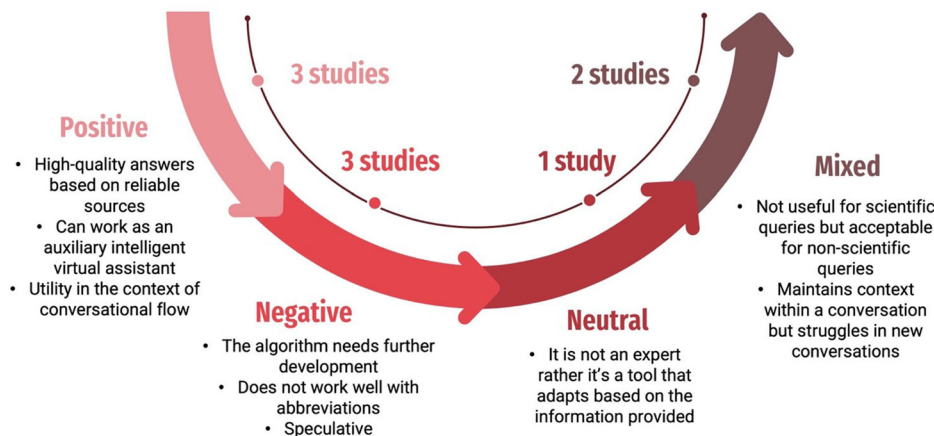 3 studies
2 studies
3 studies
1 study
Positive
• High-quality answers
based on reliable
sources
• Can work as an
auxiliary intelligent
virtual assistant
• Utility in the context of
conversational flow
Negative
• The algorithm needs further
development
• Does not work well with
abbreviations
• Speculative
Neutral
• It is not an expert
rather it's a tool that
adapts based on the
information provided
Mixed
• Not useful for scientific
queries but acceptable
for non-scientific
queries
• Maintains context
within a conversation
but struggles in new
conversations